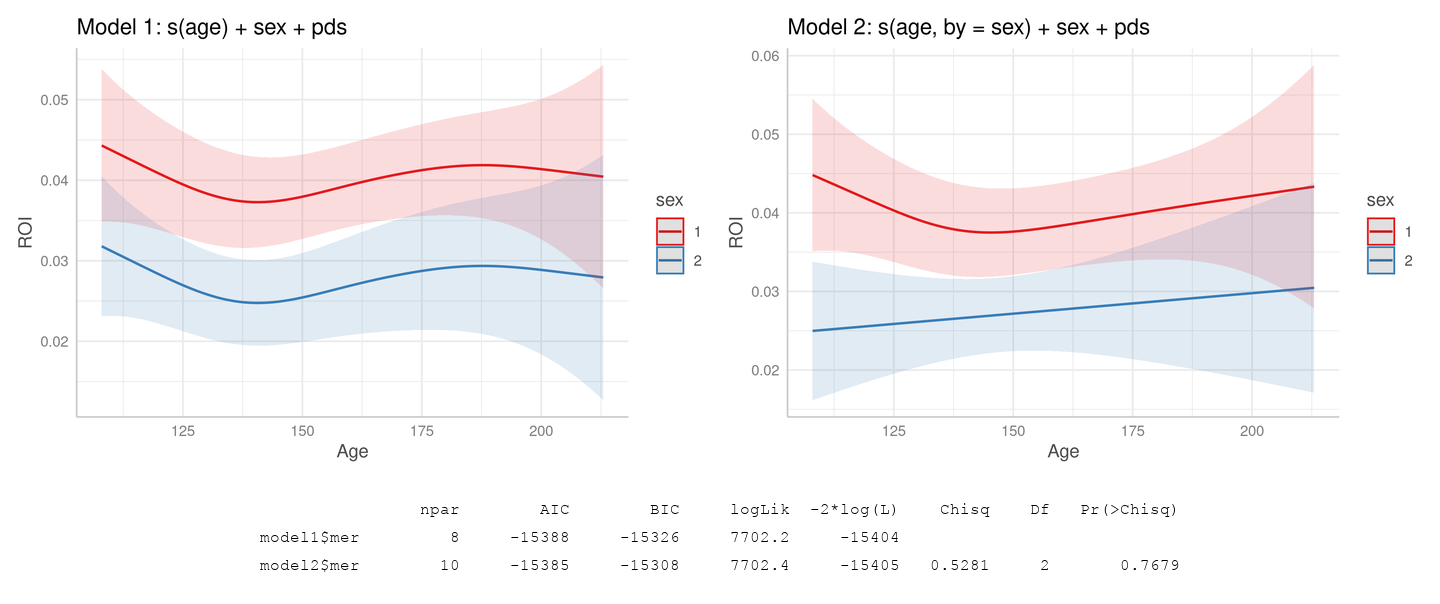 Model 1: s(age) + sex + pds
0.05
0.04
0.03
0.02
ROI
125 150 175 200
Age
sex
1
2
Model 2: s(age, by = sex) + sex + pds
0.06
0.05
0.04
0.03
0.02
ROI
125 150 175 200
Age
sex
1
2
npar AIC BIC logLik -2*log(L) Chisq Df Pr(>Chisq)
model1$mer 8 -15388 -15326 7702.2 -15404
model2$mer 10 -15385 -15308 7702.4 -15405 0.5281 2 0.7679